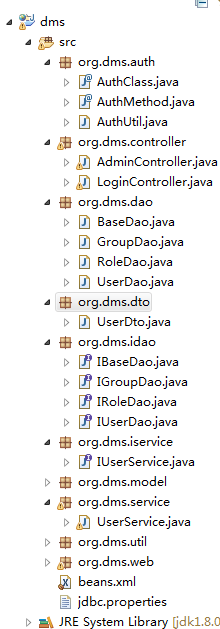 dms
src
org.dms.auth
AuthClass.java
AuthMethod.java
AuthUtil.java
org.dms.controller
AdminController.java
LoginController.java
org.dms.dao
BaseDao.java
GroupDao.java
RoleDao.java
UserDao.java
org.dms.dto
UserDto.java
org.dms.idao
IBaseDao.java
IGroupDao.java
IRoleDao.java
IUserDao.java
org.dms.iservice
IUserService.java
org.dms.model
org.dms.service
UserService.java
org.dms.util
org.dms.web
beans.xml
jdbc.properties
JRE System Library [jdk1.8.0